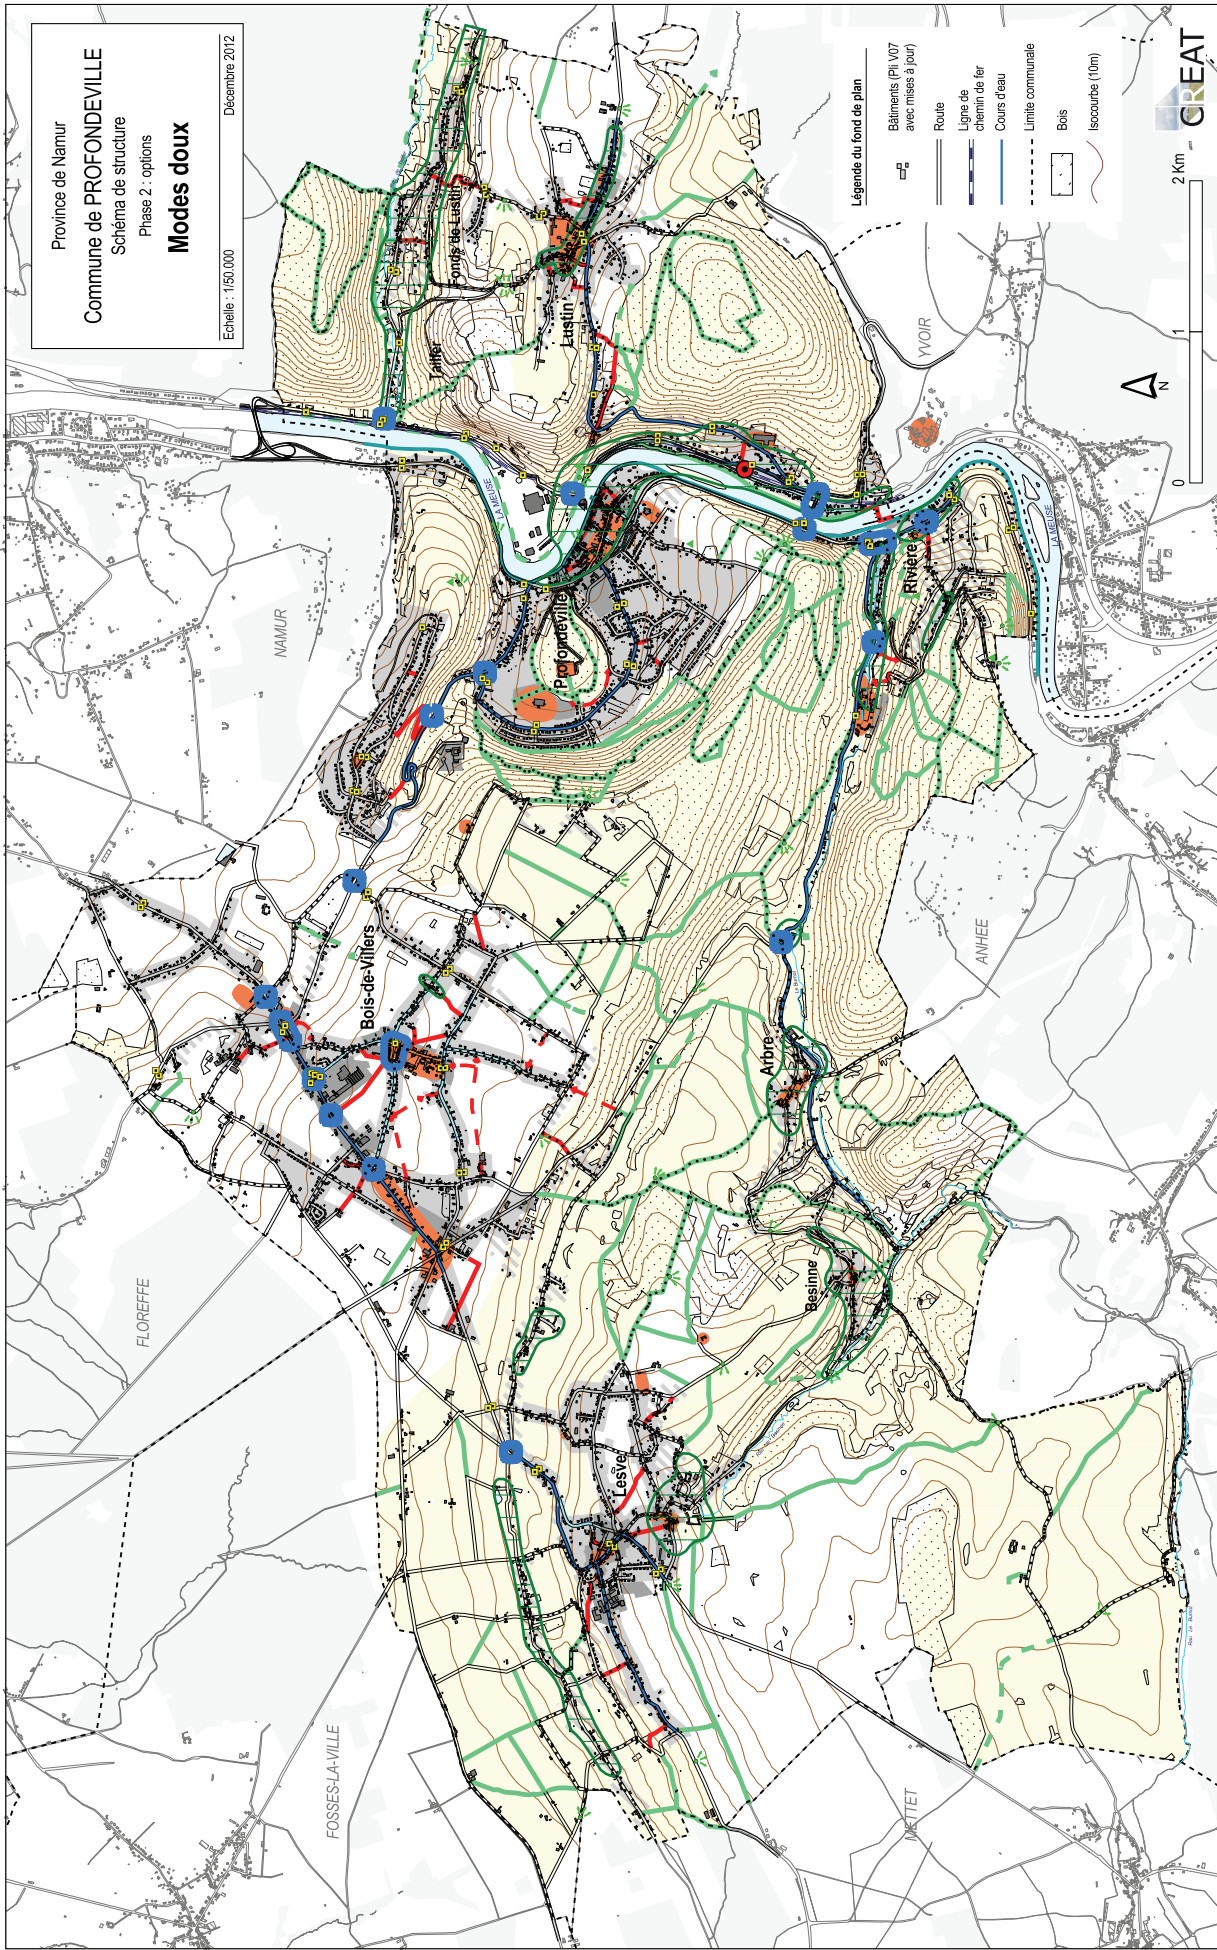 Province de Namur
Commune de PROFONDEVILLE
Schéma de structure
Phase 2 : options
Modes doux
Echelle : 1/50.000
Décembre 2012
NAMUR
FLOREFFE
FOSSES-LA-VILLE
METTET
ANHEE
YVOIR
Bois-de-Villers
Lesve
Besinne
Arbre
Profondeville
Rivière
Lustin
Tailfer
Fonds de Lustin
LA MEUSE
LA MEUSE
Légende du fond de plan
Bâtiments (Pli V07
avec mises à jour)
Route
Ligne de
chemin de fer
Cours d'eau
Limite communale
Bois
Isocourbe (10m)
N
0
1
2 Km
CREAT